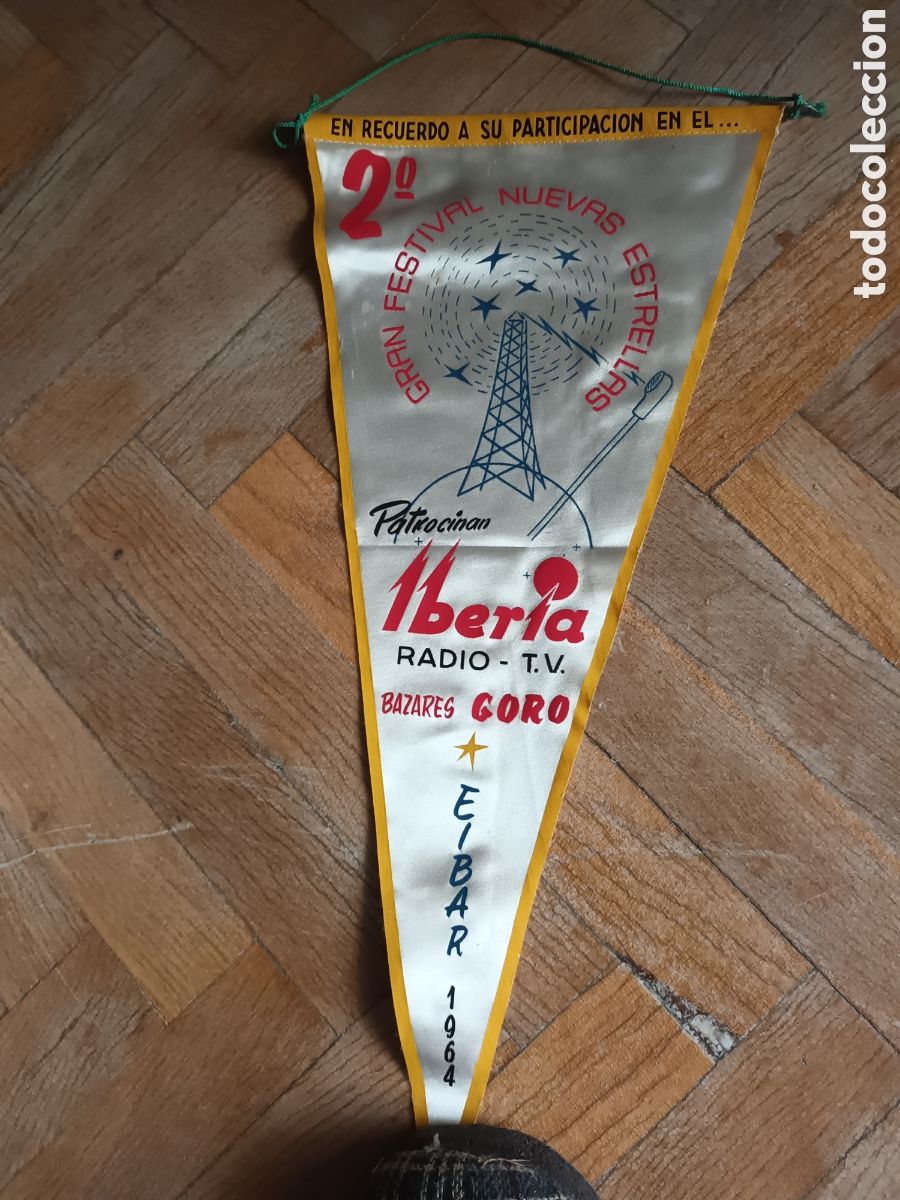 EN RECUERDO A SU PARTICIPACION EN EL...
2º
GRAN FESTIVAL NUEVAS ESTRELLAS
Patrocinan
Iberia
RADIO - T.V.
BAZARES GORO
EIBAR 1964
todocoleccion